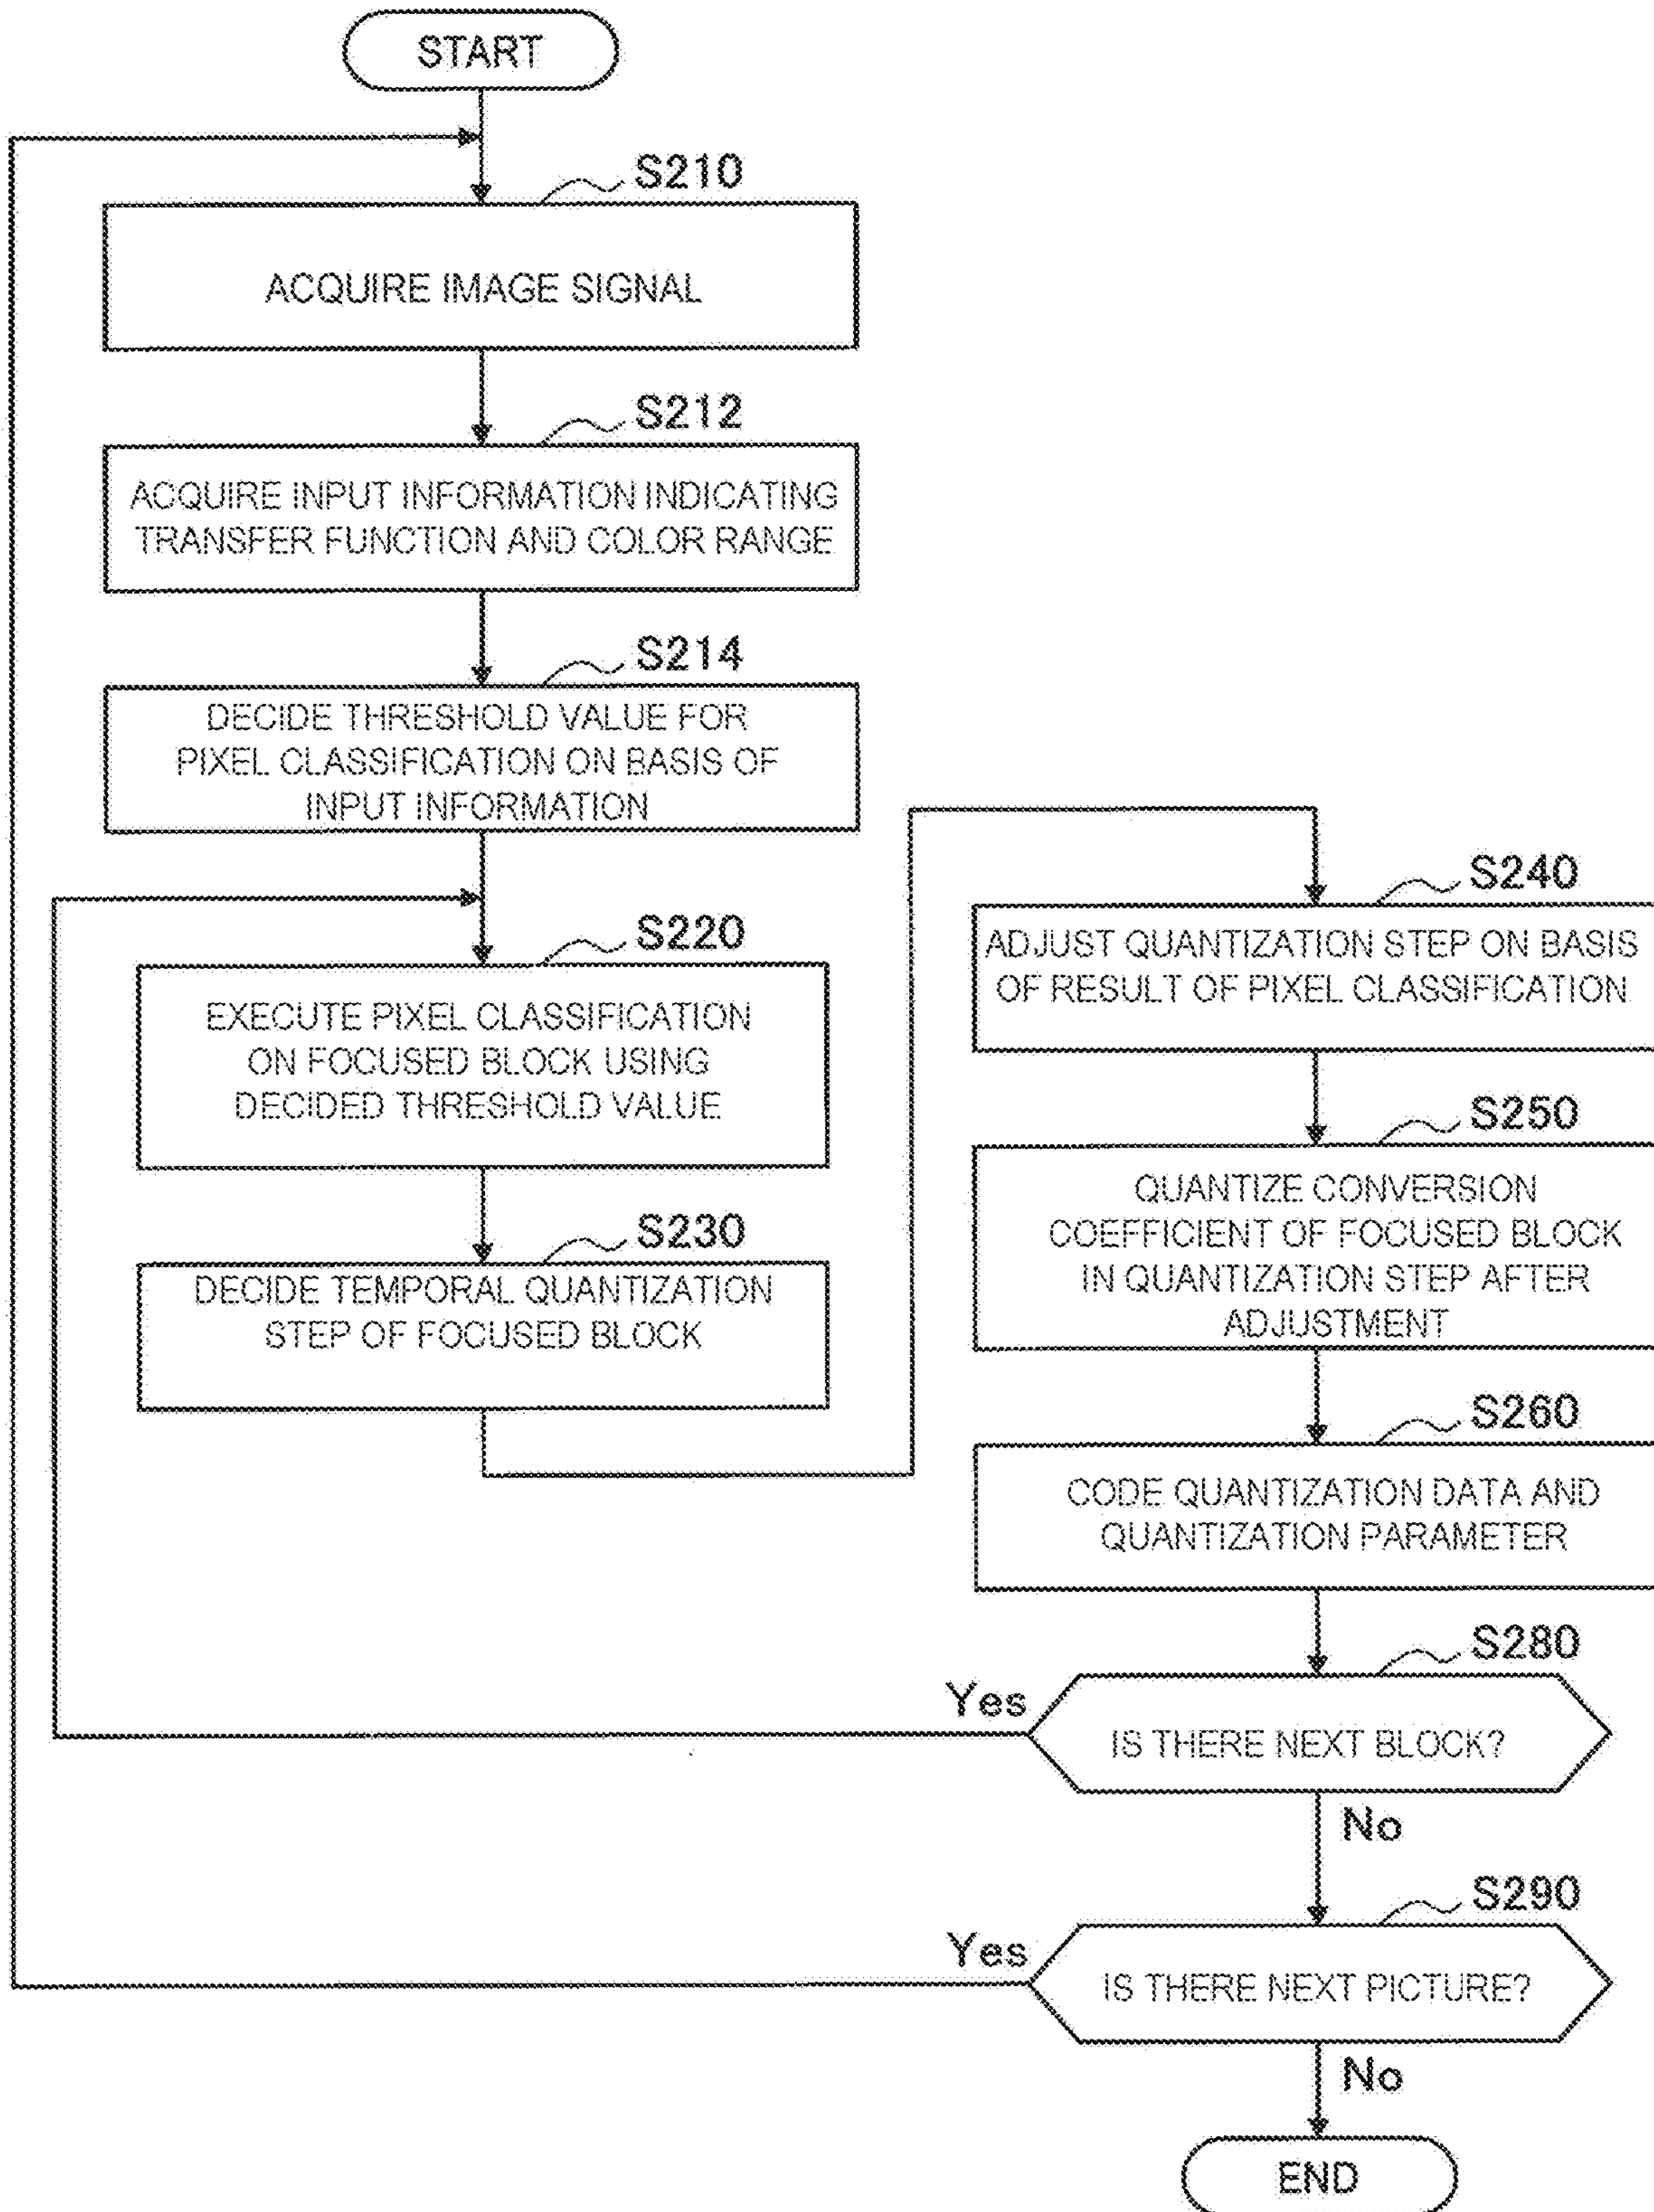 START
S210
ACQUIRE IMAGE SIGNAL
S212
ACQUIRE INPUT INFORMATION INDICATING
TRANSFER FUNCTION AND COLOR RANGE
S214
DECIDE THRESHOLD VALUE FOR
PIXEL CLASSIFICATION ON BASIS OF
INPUT INFORMATION
S220
EXECUTE PIXEL CLASSIFICATION
ON FOCUSED BLOCK USING
DECIDED THRESHOLD VALUE
S230
DECIDE TEMPORAL QUANTIZATION
STEP OF FOCUSED BLOCK
S240
ADJUST QUANTIZATION STEP ON BASIS
OF RESULT OF PIXEL CLASSIFICATION
S250
QUANTIZE CONVERSION
COEFFICIENT OF FOCUSED BLOCK
IN QUANTIZATION STEP AFTER
ADJUSTMENT
S260
CODE QUANTIZATION DATA AND
QUANTIZATION PARAMETER
S280
Yes
IS THERE NEXT BLOCK?
No
S290
Yes
IS THERE NEXT PICTURE?
No
END